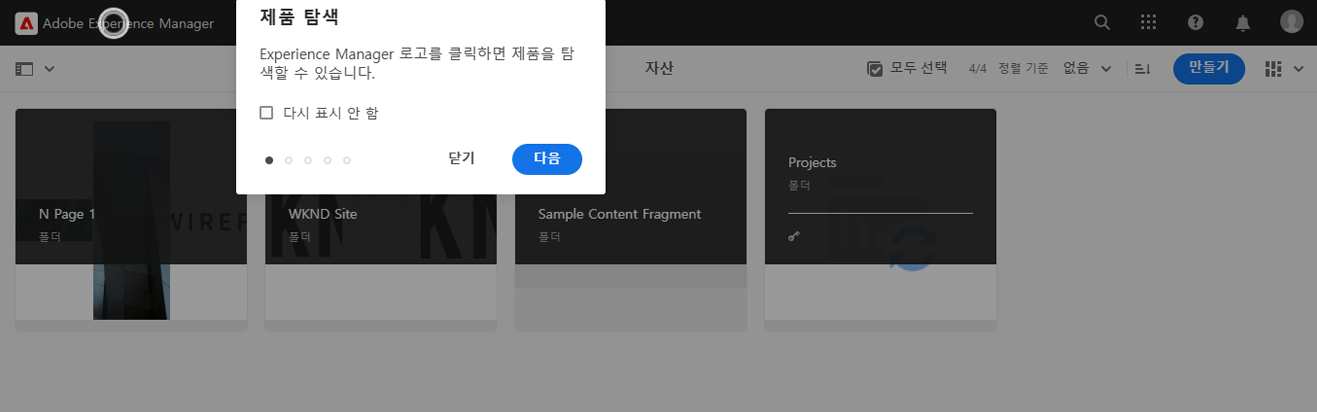 Adobe Experience Manager
제품 탐색
Experience Manager 로고를 클릭하면 제품을 탐
색할 수 있습니다.
다시 표시 안 함
닫기
다음
자산
모두 선택
4/4
정렬 기준
없음
만들기
N Page 1
폴더
WIREF
WKND Site
폴더
KN
KN
Sample Content Fragment
폴더
Projects
폴더